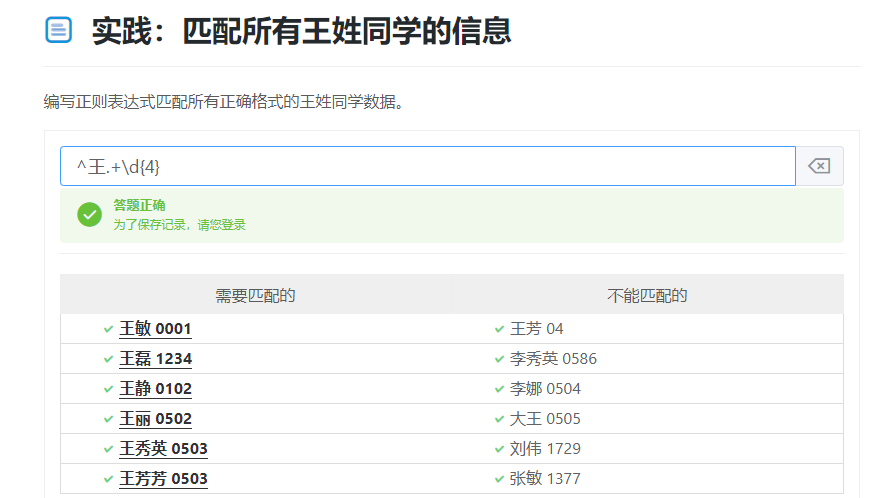 实践：匹配所有王姓同学的信息
编写正则表达式匹配所有正确格式的王姓同学数据。
^王.+\d{4}
答题正确
为了保存记录，请您登录
需要匹配的 不能匹配的
王敏 0001 王芳 04
王磊 1234 李秀英 0586
王静 0102 李娜 0504
王丽 0502 大王 0505
王秀英 0503 刘伟 1729
王芳芳 0503 张敏 1377